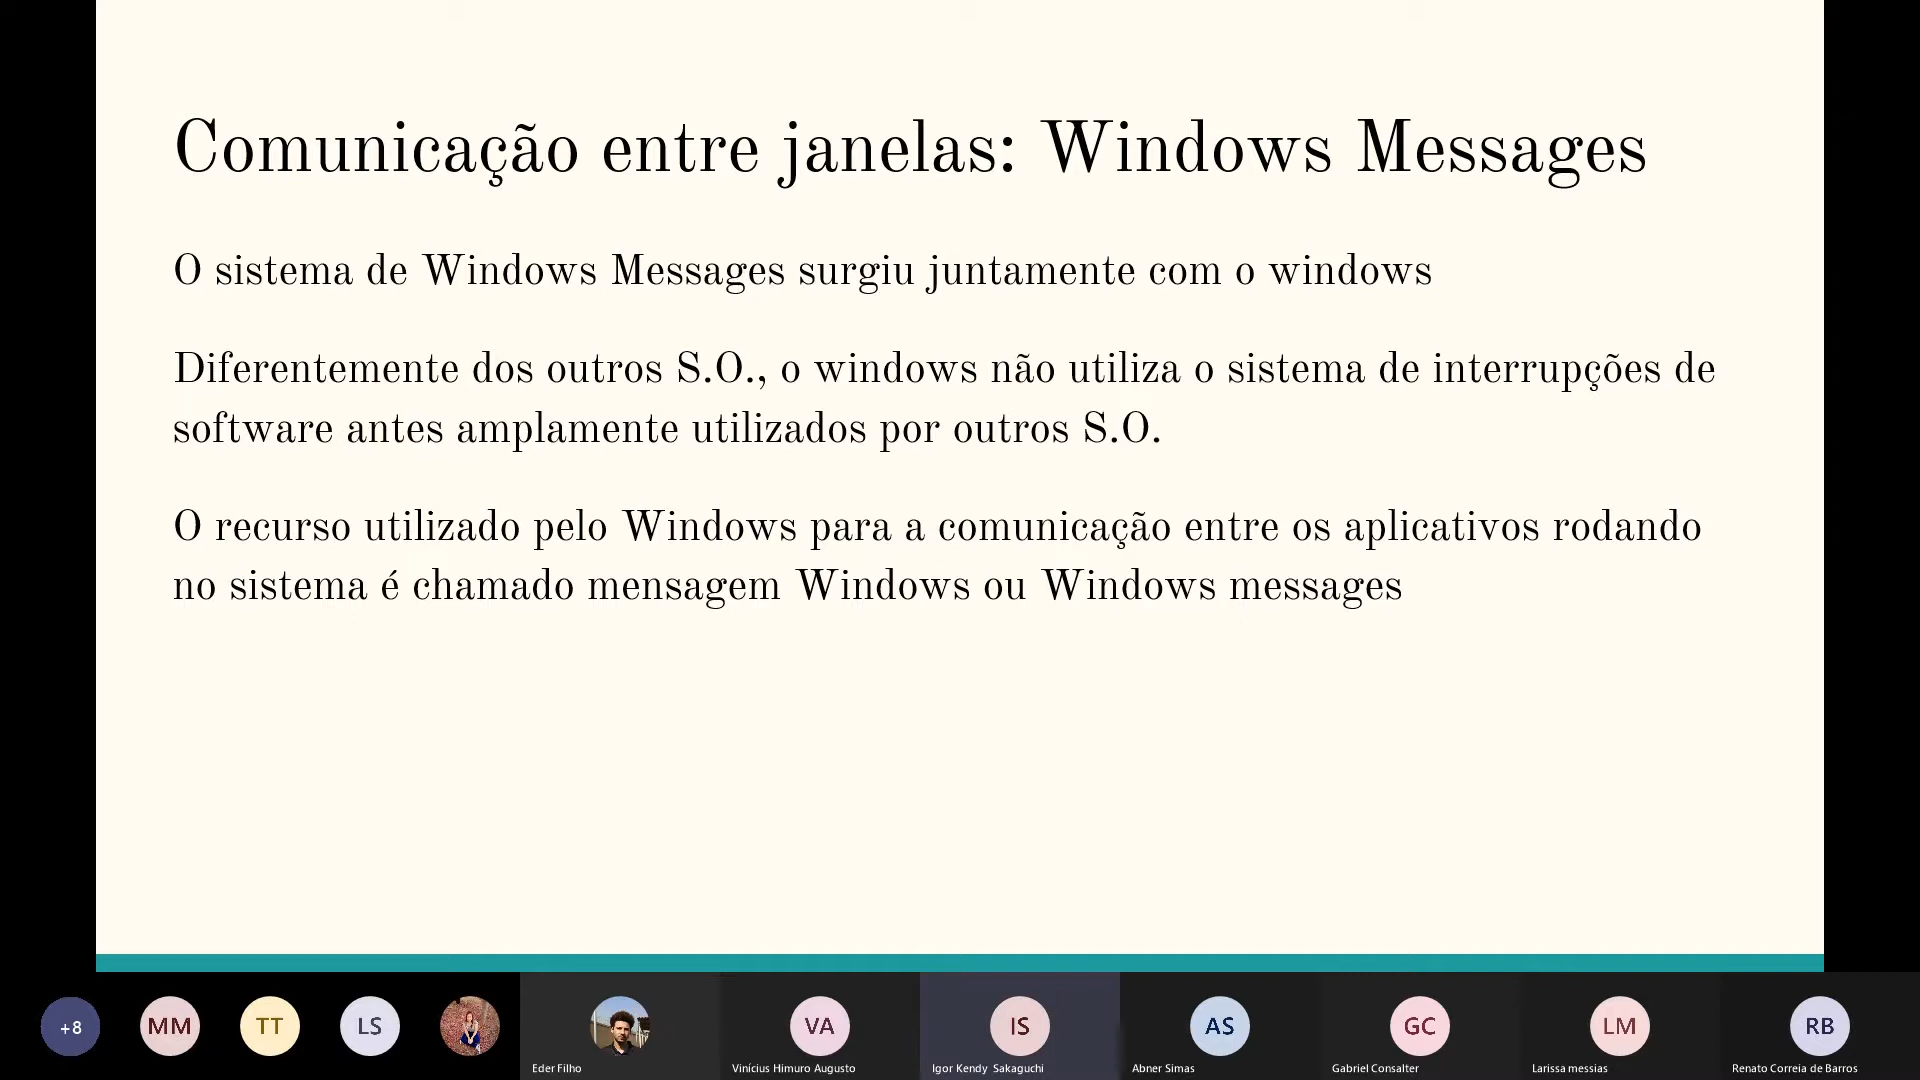 Comunicação entre janelas: Windows Messages
O sistema de Windows Messages surgiu juntamente com o windows
Diferentemente dos outros S.O., o windows não utiliza o sistema de interrupções de
software antes amplamente utilizados por outros S.O.
O recurso utilizado pelo Windows para a comunicação entre os aplicativos rodando
no sistema é chamado mensagem Windows ou Windows messages
+8
MM
TT
LS
VA
IS
AS
GC
LM
RB
Eder Filho
Vinícius Himuro Augusto
Igor Kendy Sakaguchi
Abner Simas
Gabriel Consalter
Larissa messias
Renato Correia de Barros